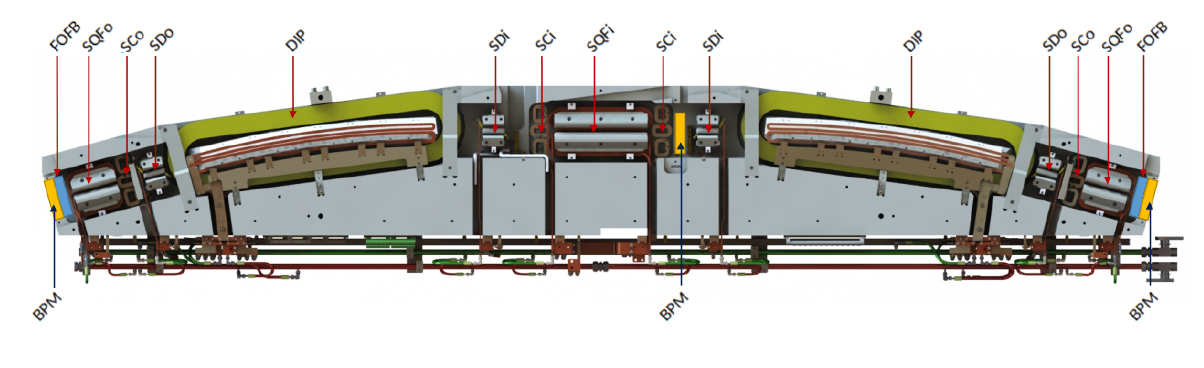 FOFB
SQFo
SCo
SDo
DIP
SDi
SCi
SQFi
SCi
SDi
DIP
SDo
SCo
SQFo
FOFB
BPM
BPM
BPM